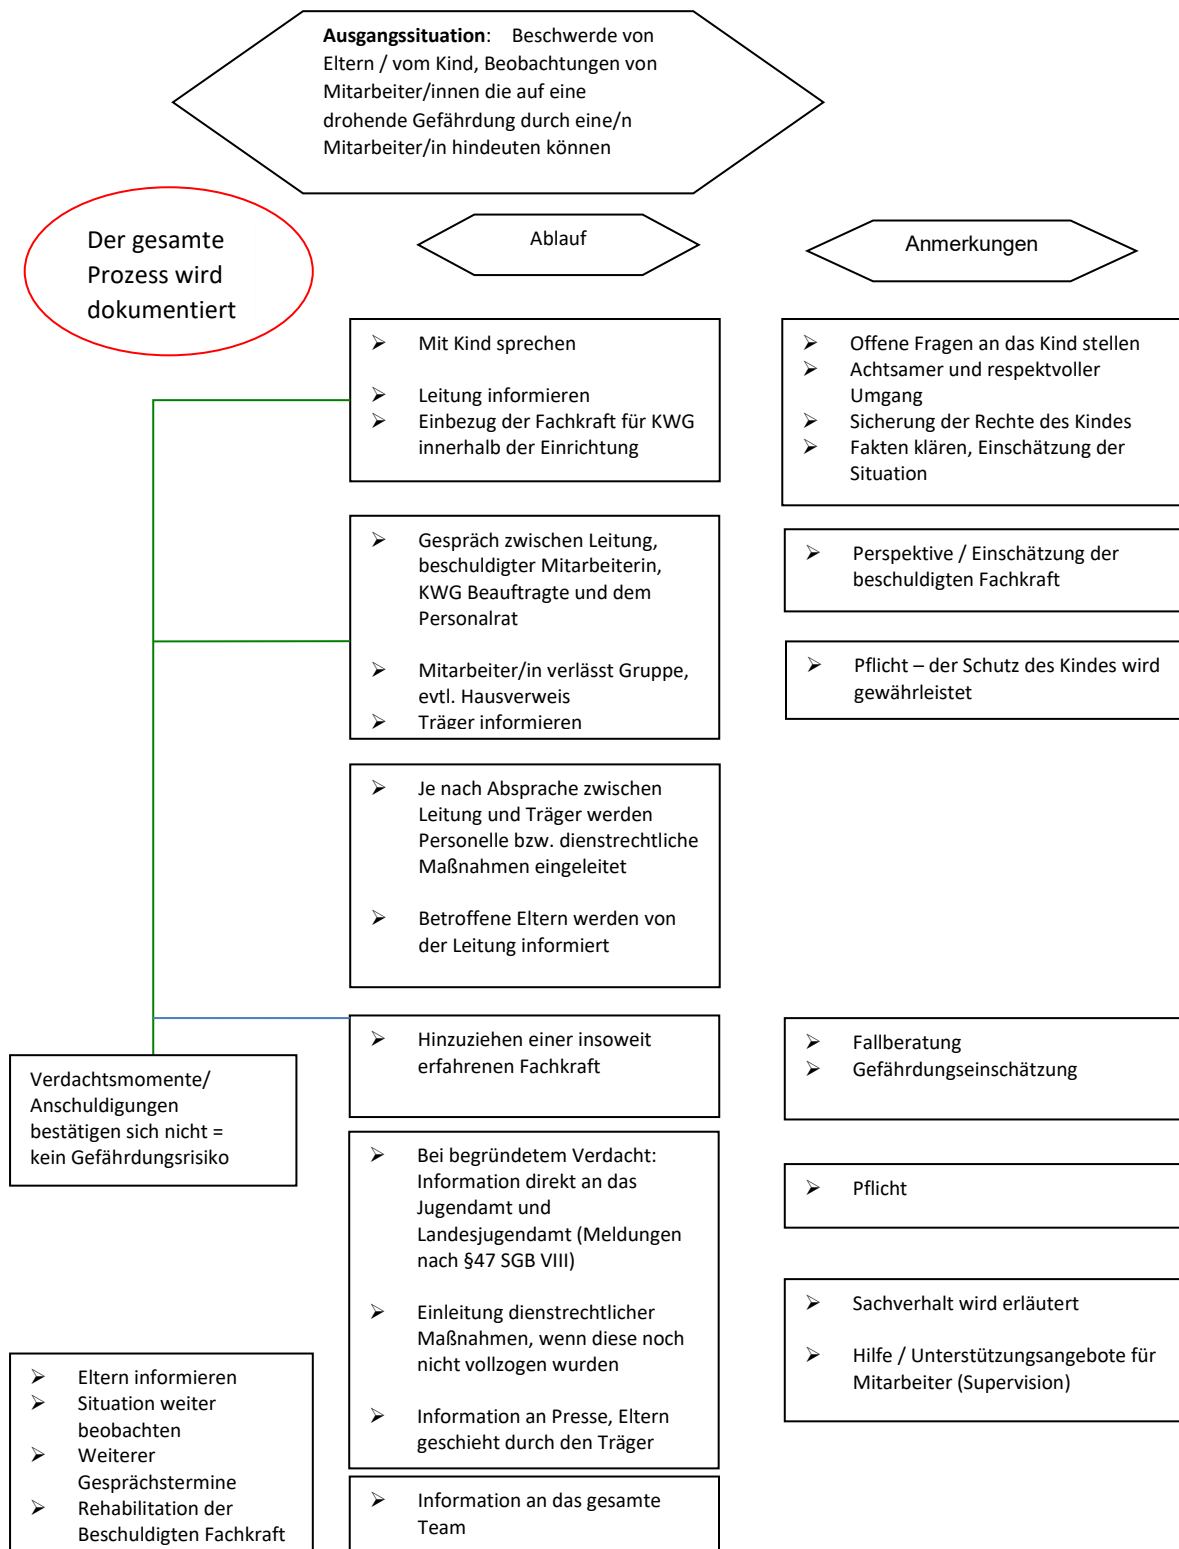 Ausgangssituation: Beschwerde von
Eltern / vom Kind, Beobachtungen von
Mitarbeiter/innen die auf eine
drohende Gefährdung durch eine/n
Mitarbeiter/in hindeuten können
Der gesamte
Prozess wird
dokumentiert
Ablauf
Anmerkungen
➢ Mit Kind sprechen
➢ Leitung informieren
➢ Einbezug der Fachkraft für KWG
innerhalb der Einrichtung
➢ Offene Fragen an das Kind stellen
➢ Achtsamer und respektvoller
Umgang
➢ Sicherung der Rechte des Kindes
➢ Fakten klären, Einschätzung der
Situation
➢ Gespräch zwischen Leitung,
beschuldigter Mitarbeiterin,
KWG Beauftragte und dem
Personalrat
➢ Mitarbeiter/in verlässt Gruppe,
evtl. Hausverweis
➢ Träger informieren
➢ Perspektive / Einschätzung der
beschuldigten Fachkraft
➢ Pflicht – der Schutz des Kindes wird
gewährleistet
➢ Je nach Absprache zwischen
Leitung und Träger werden
Personelle bzw. dienstrechtliche
Maßnahmen eingeleitet
➢ Betroffene Eltern werden von
der Leitung informiert
➢ Hinzuziehen einer insoweit
erfahrenen Fachkraft
➢ Fallberatung
➢ Gefährdungseinschätzung
Verdachtsmomente/
Anschuldigungen
bestätigen sich nicht =
kein Gefährdungsrisiko
➢ Bei begründetem Verdacht:
Information direkt an das
Jugendamt und
Landesjugendamt (Meldungen
nach §47 SGB VIII)
➢ Einleitung dienstrechtlicher
Maßnahmen, wenn diese noch
nicht vollzogen wurden
➢ Information an Presse, Eltern
geschieht durch den Träger
➢ Pflicht
➢ Sachverhalt wird erläutert
➢ Hilfe / Unterstützungsangebote für
Mitarbeiter (Supervision)
➢ Eltern informieren
➢ Situation weiter
beobachten
➢ Weiterer
Gesprächstermine
➢ Rehabilitation der
Beschuldigten Fachkraft
➢ Information an das gesamte
Team